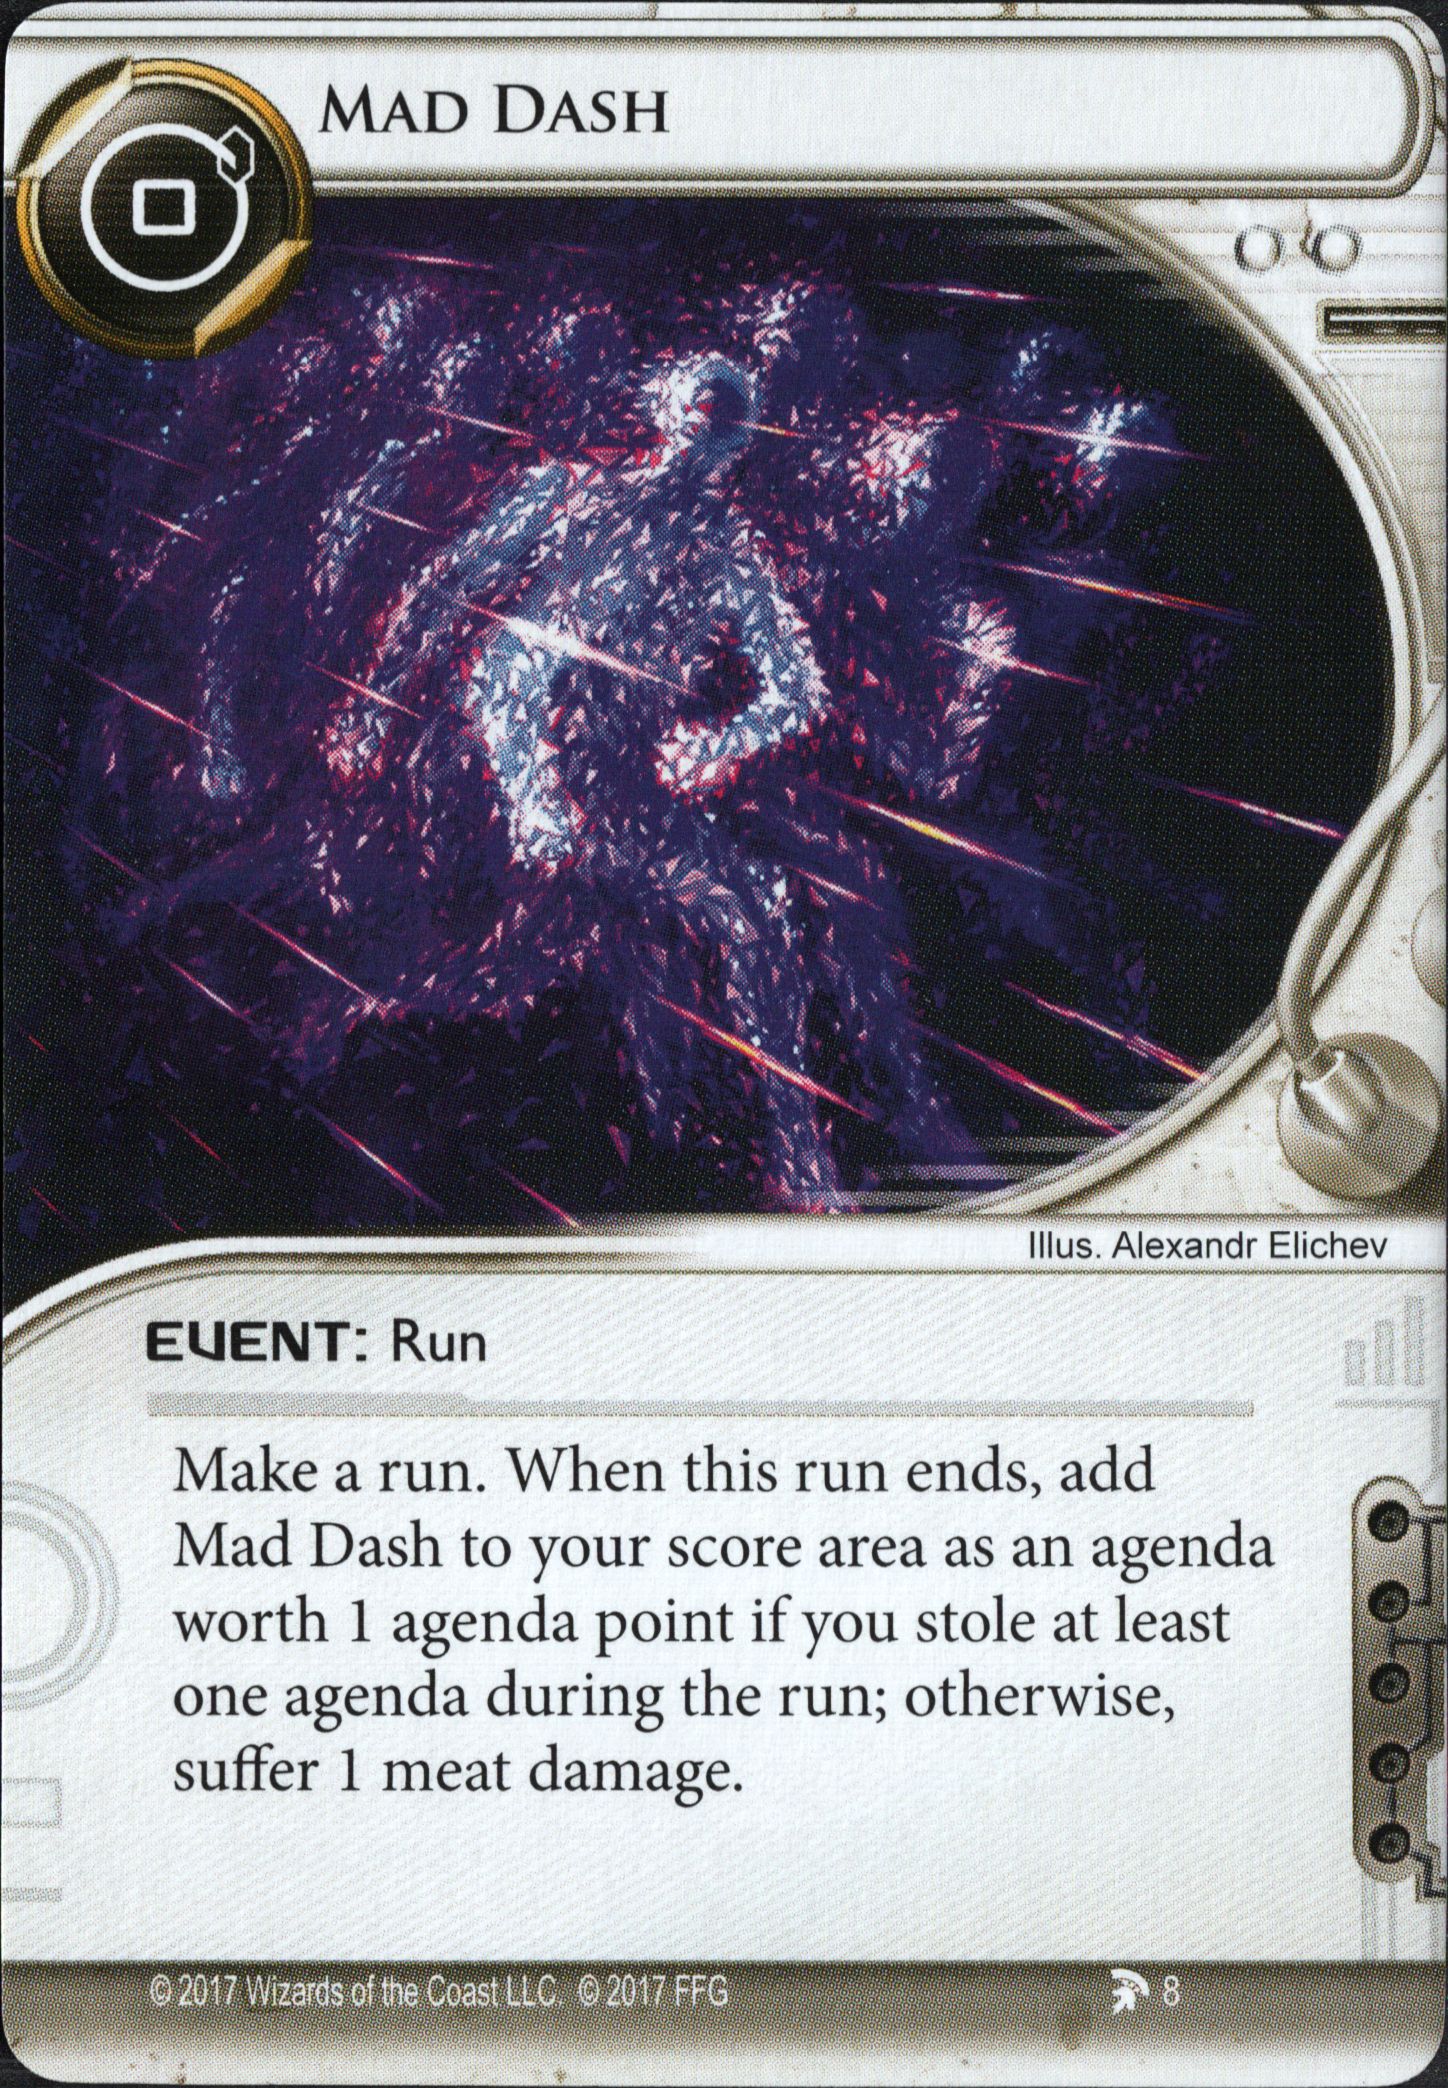 MAD DASH
0
Illus. Alexandr Elichev
EVENT: Run
Make a run. When this run ends, add
Mad Dash to your score area as an agenda
worth 1 agenda point if you stole at least
one agenda during the run; otherwise,
suffer 1 meat damage.
© 2017 Wizards of the Coast LLC. © 2017 FFG 8